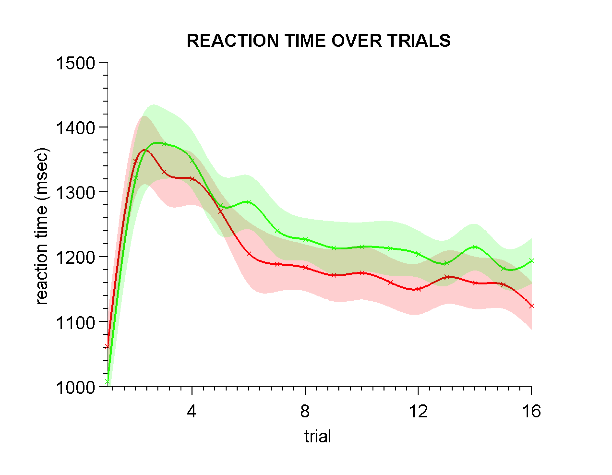 REACTION TIME OVER TRIALS
1500
1400
1300
1200
1100
1000
reaction time (msec)
4 8 12 16
trial